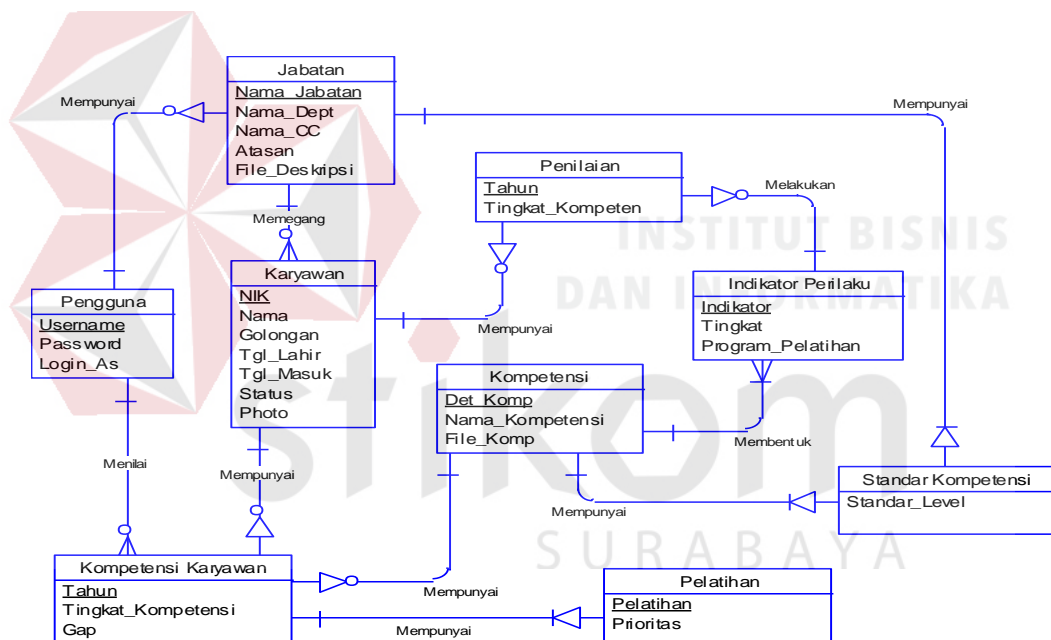 Jabatan
Nama_Jabatan
Nama_Dept
Nama_CC
Atasan
File_Deskripsi
Mempunyai
Mempunyai
Memegang
Penilaian
Tahun
Tingkat_Kompeten
Melakukan
INSTITUT BISNIS
DAN INFORMATIKA
Karyawan
NIK
Nama
Golongan
Tgl_Lahir
Tgl_Masuk
Status
Photo
Mempunyai
Indikator Perilaku
Indikator
Tingkat
Program_Pelatihan
Pengguna
Username
Password
Login_As
stikom
SURABAYA
Kompetensi
Det_Komp
Nama_Kompetensi
File_Komp
Membentuk
Menilai
Mempunyai
Mempunyai
Standar Kompetensi
Standar_Level
Kompetensi Karyawan
Tahun
Tingkat_Kompetensi
Gap
Mempunyai
Mempunyai
Pelatihan
Pelatihan
Prioritas